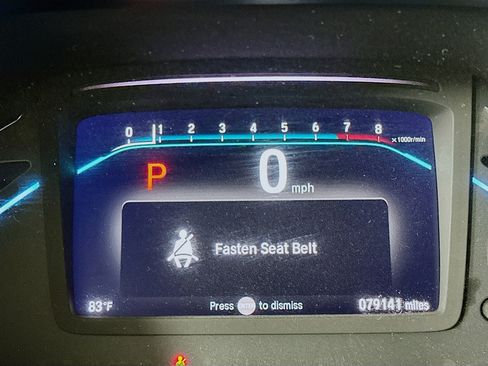 0 1 2 3 4 5 6 7 8 x1000r/min
P 0 mph
Fasten Seat Belt
Press ENTER to dismiss
83°F 079141 miles